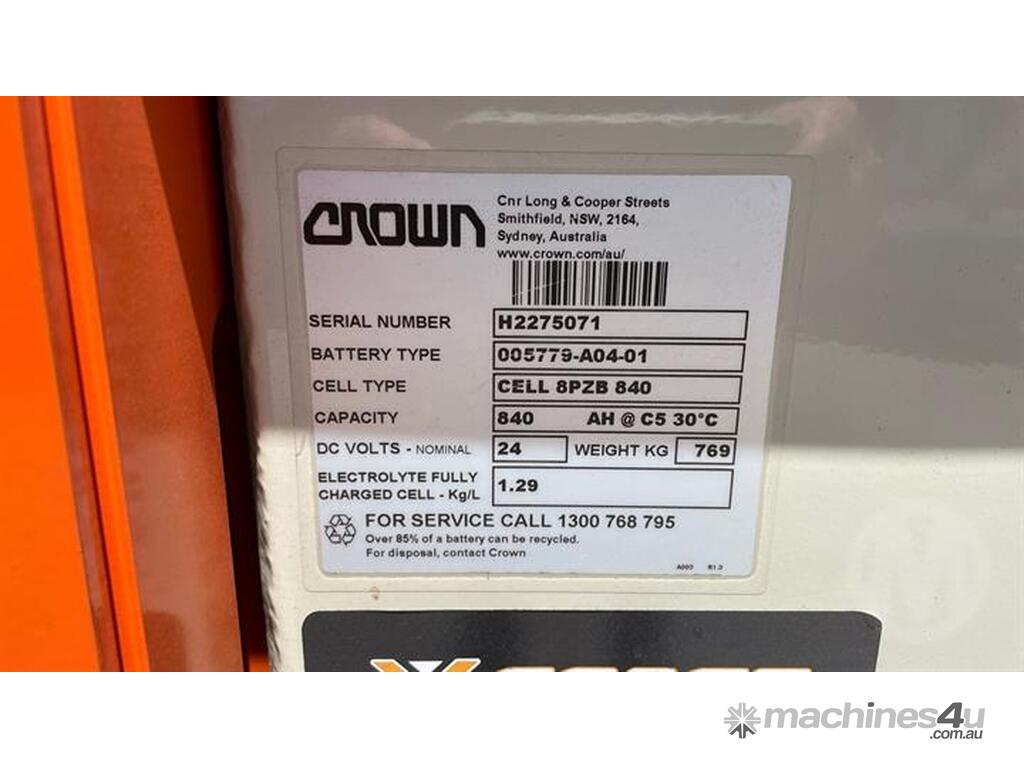 CROWN
Cnr Long & Cooper Streets
Smithfield, NSW, 2164,
Sydney, Australia
www.crown.com/au/
SERIAL NUMBER H2275071
BATTERY TYPE 005779-A04-01
CELL TYPE CELL 8PZB 840
CAPACITY 840 AH @ C5 30°C
DC VOLTS - NOMINAL 24 WEIGHT KG 769
ELECTROLYTE FULLY
CHARGED CELL - Kg/L 1.29
FOR SERVICE CALL 1300 768 795
Over 85% of a battery can be recycled.
For disposal, contact Crown
machines4u
.com.au